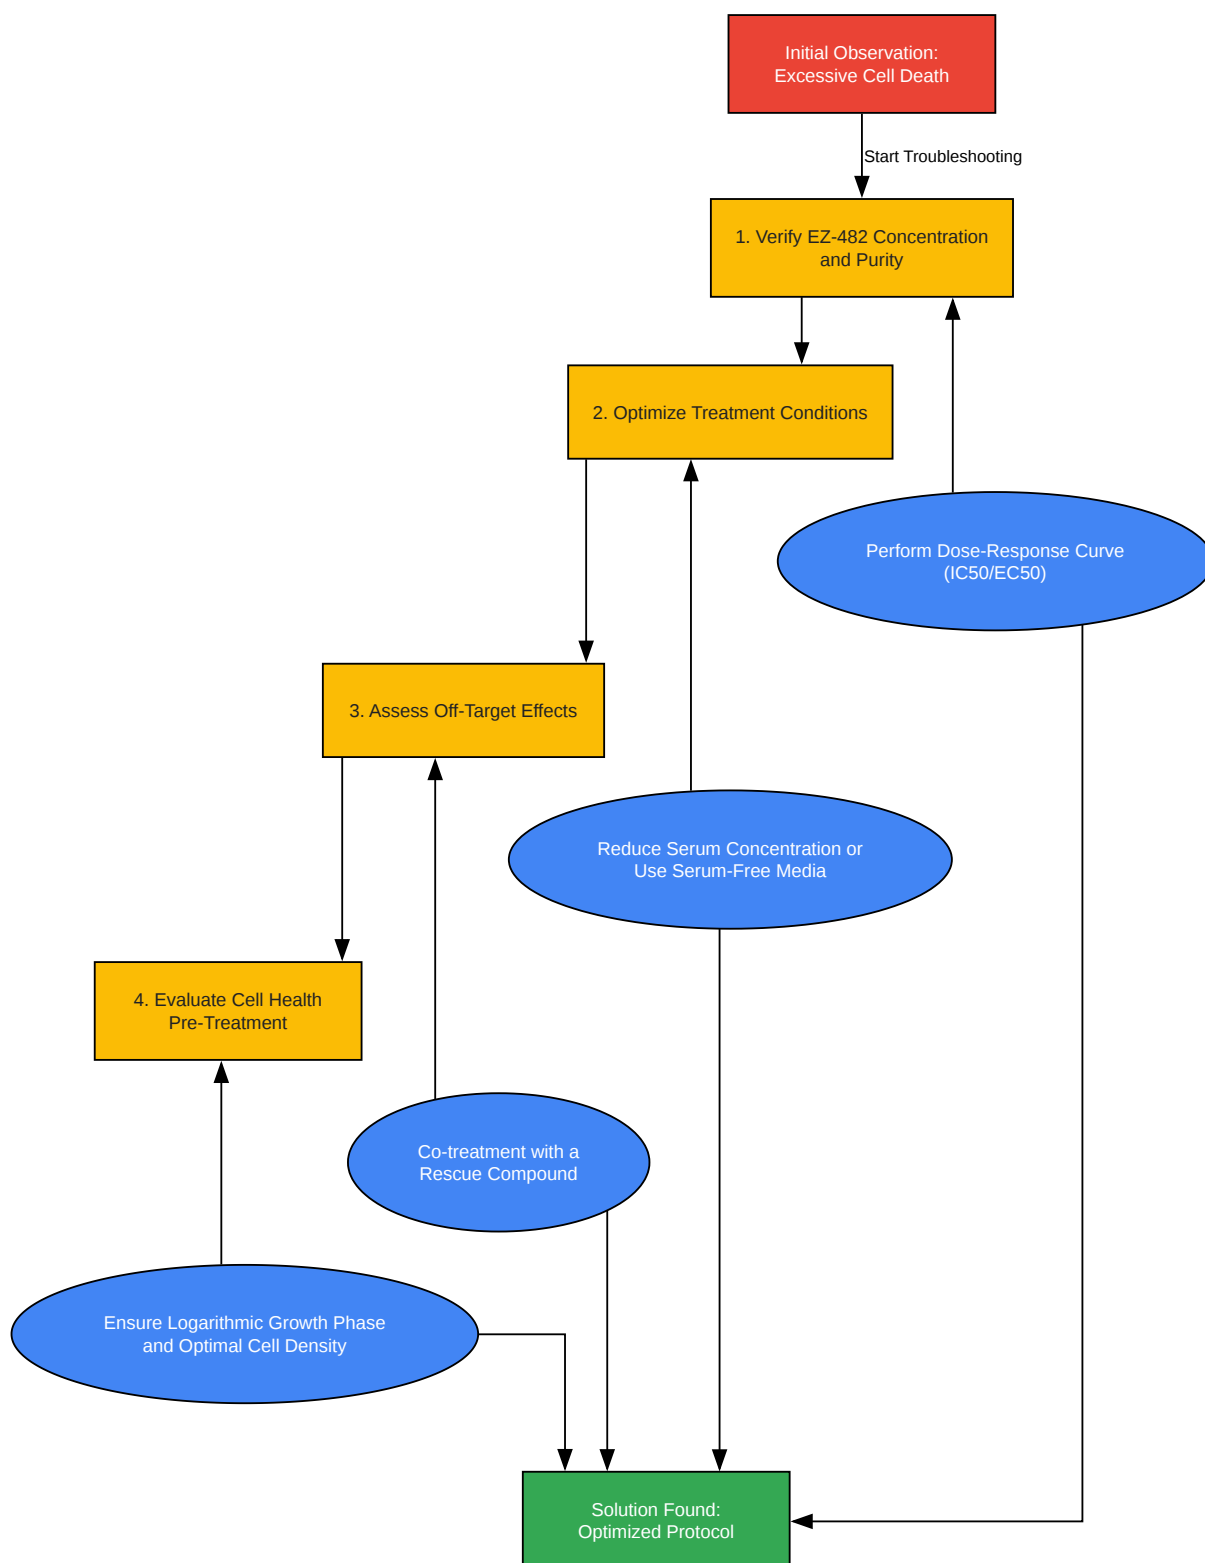 Initial Observation:
Excessive Cell Death
Start Troubleshooting
1. Verify EZ-482 Concentration
and Purity
2. Optimize Treatment Conditions
Perform Dose-Response Curve
(IC50/EC50)
3. Assess Off-Target Effects
Reduce Serum Concentration or
Use Serum-Free Media
4. Evaluate Cell Health
Pre-Treatment
Co-treatment with a
Rescue Compound
Ensure Logarithmic Growth Phase
and Optimal Cell Density
Solution Found:
Optimized Protocol